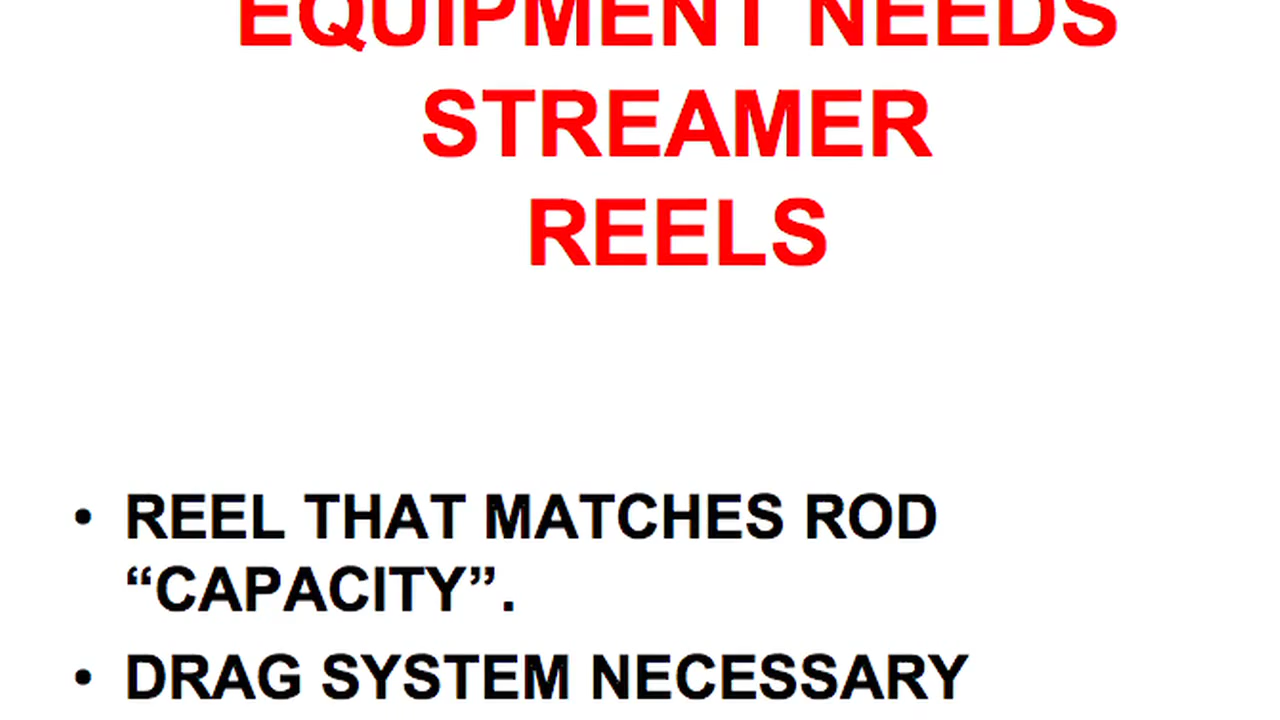 EQUIPMENT NEEDS
STREAMER
REELS
• REEL THAT MATCHES ROD
“CAPACITY”.
• DRAG SYSTEM NECESSARY